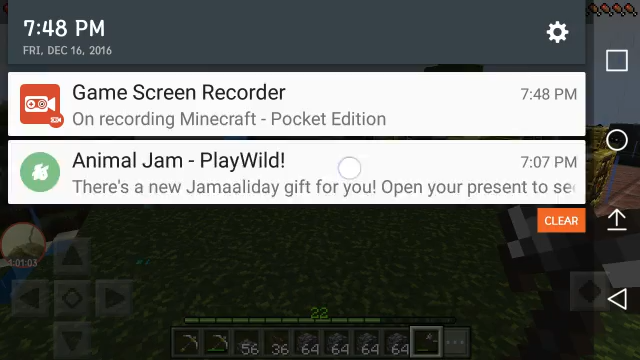 7:48 PM
FRI, DEC 16, 2016
Game Screen Recorder 7:48 PM
On recording Minecraft - Pocket Edition
Animal Jam - PlayWild! 7:07 PM
There's a new Jamaaliday gift for you! Open your present to se
CLEAR
1:01:03
22
56 36 64 64 64 64